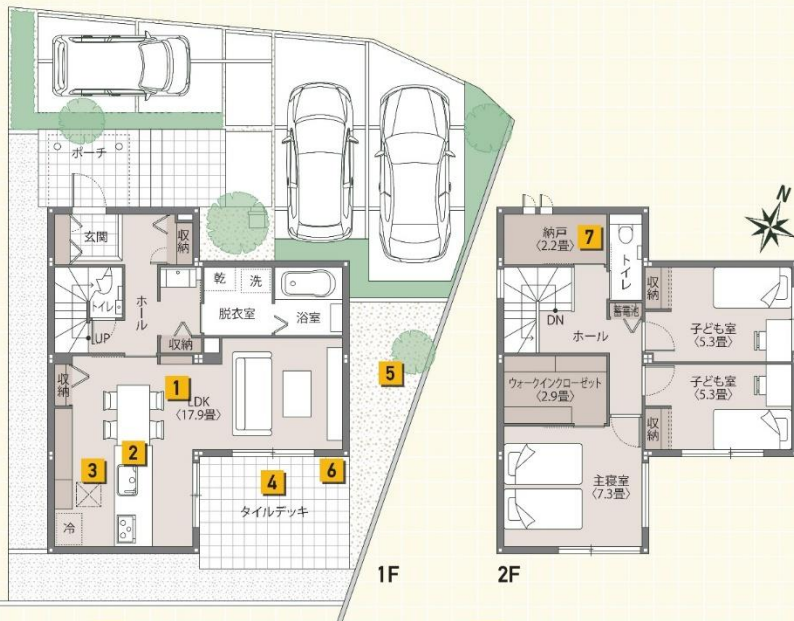 ポーチ
玄関
収納
トイレ
ホール
乾
洗
脱衣室
浴室
UP
収納
収納
1
LDK
〈17.9畳〉
2
3
冷
4
タイルデッキ
5
6
1F
N
納戸
〈2.2畳〉
7
トイレ
DN
ホール
蓄電池
収納
子ども室
〈5.3畳〉
ウォークインクローゼット
〈2.9畳〉
子ども室
〈5.3畳〉
収納
主寝室
〈7.3畳〉
2F